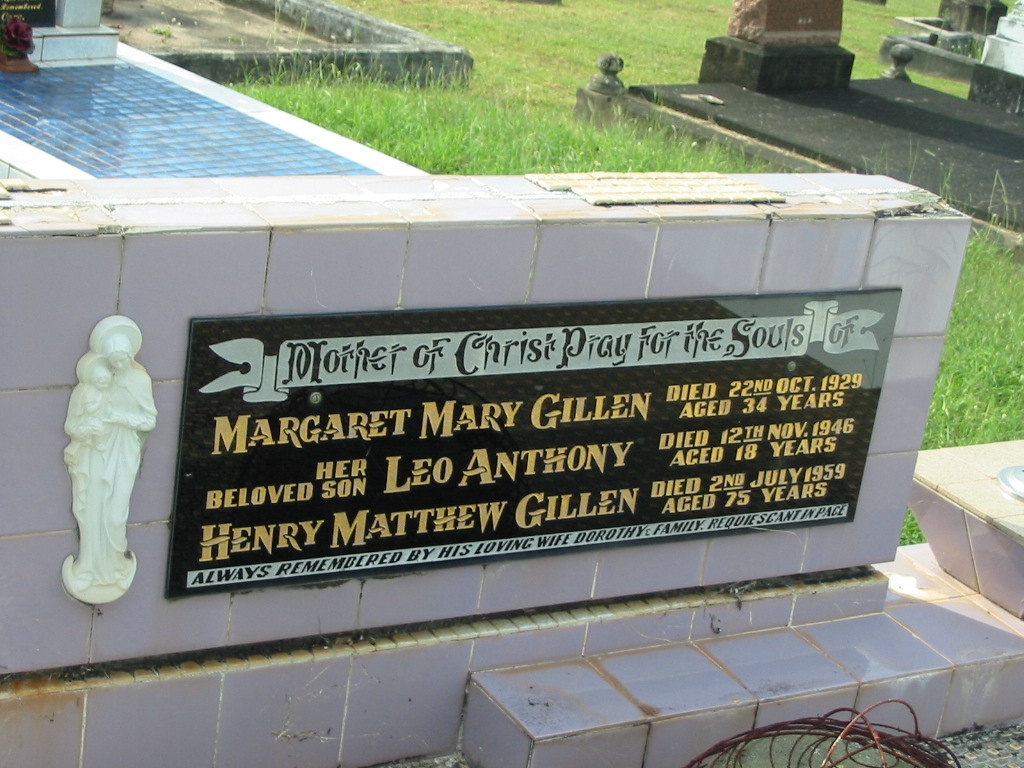 Remembered
Mother of Christ Pray for the Souls of
MARGARET MARY GILLEN DIED 22ND OCT. 1929
AGED 34 YEARS
HER
BELOVED SON LEO ANTHONY DIED 12TH NOV. 1946
AGED 18 YEARS
HENRY MATTHEW GILLEN DIED 2ND JULY 1959
AGED 75 YEARS
ALWAYS REMEMBERED BY HIS LOVING WIFE DOROTHY & FAMILY. REQUIESCANT IN PACE